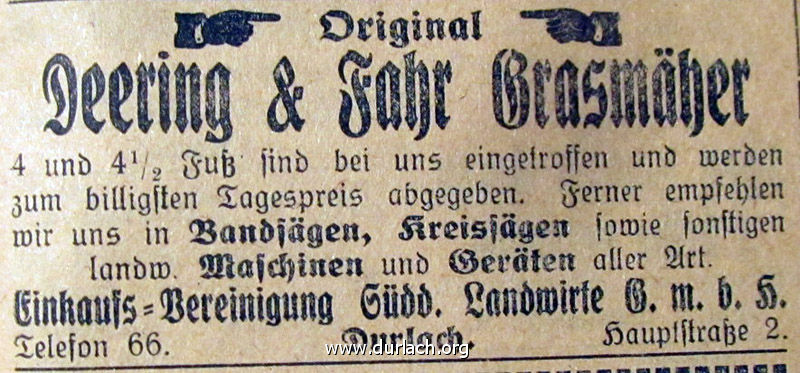 Original
Deering & Fahr Grasmäher
4 und 4½ Fuß sind bei uns eingetroffen und werden
zum billigsten Tagespreis abgegeben. Ferner empfehlen
wir uns in Bandsägen, Kreissägen sowie sonstigen
landw. Maschinen und Geräten aller Art.
Einkaufs-Vereinigung Südd. Landwirte G. m. b. H.
Telefon 66. Durlach. Hauptstraße 2.
www.durlach.org